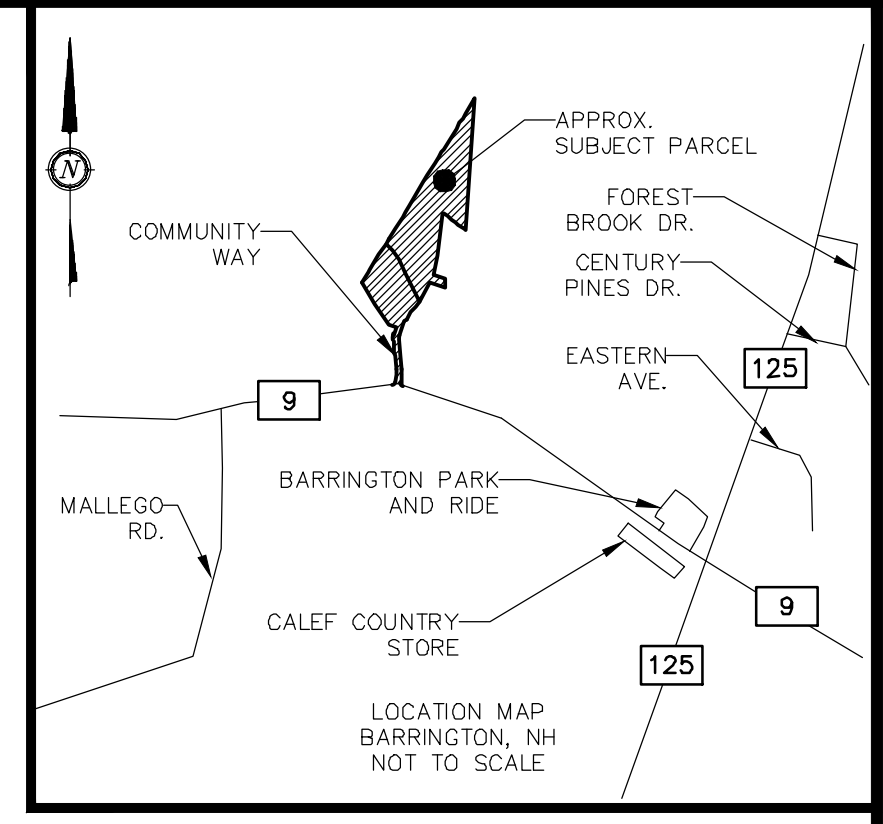 N
APPROX.
SUBJECT PARCEL
FOREST
BROOK DR.
COMMUNITY
WAY
CENTURY
PINES DR.
EASTERN
AVE.
125
9
BARRINGTON PARK
AND RIDE
MALLEGO
RD.
CALEF COUNTRY
STORE
9
125
LOCATION MAP
BARRINGTON, NH
NOT TO SCALE